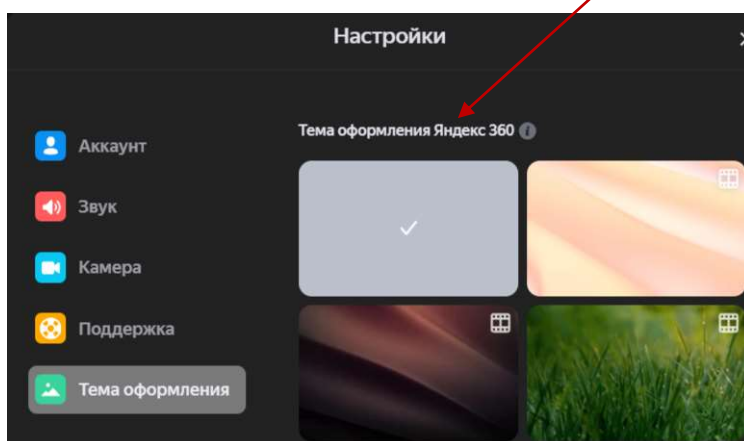 Настройки
Тема оформления Яндекс 360
Аккаунт
Звук
Камера
Поддержка
Тема оформления